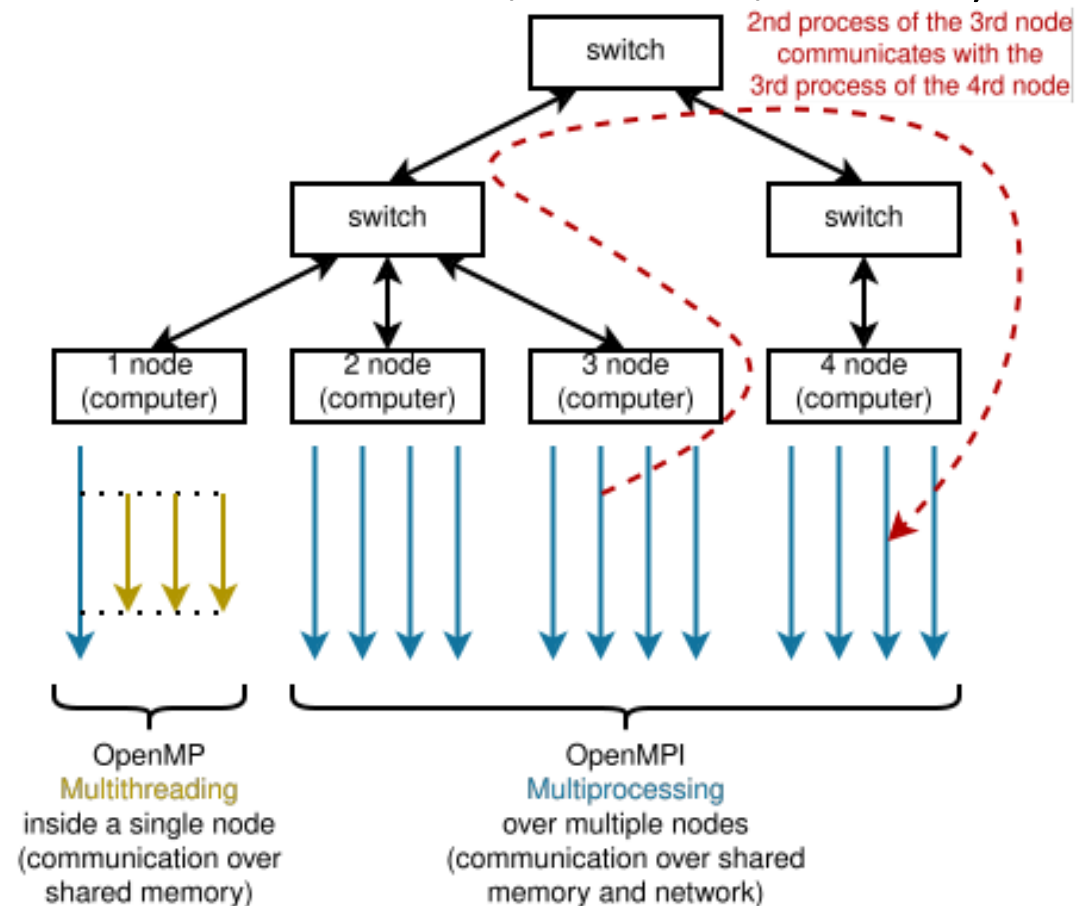 switch
2nd process of the 3rd node
communicates with the
3rd process of the 4rd node
switch
switch
1 node
(computer)
2 node
(computer)
3 node
(computer)
4 node
(computer)
OpenMP
Multithreading
inside a single node
(communication over
shared memory)
OpenMPI
Multiprocessing
over multiple nodes
(communication over shared
memory and network)